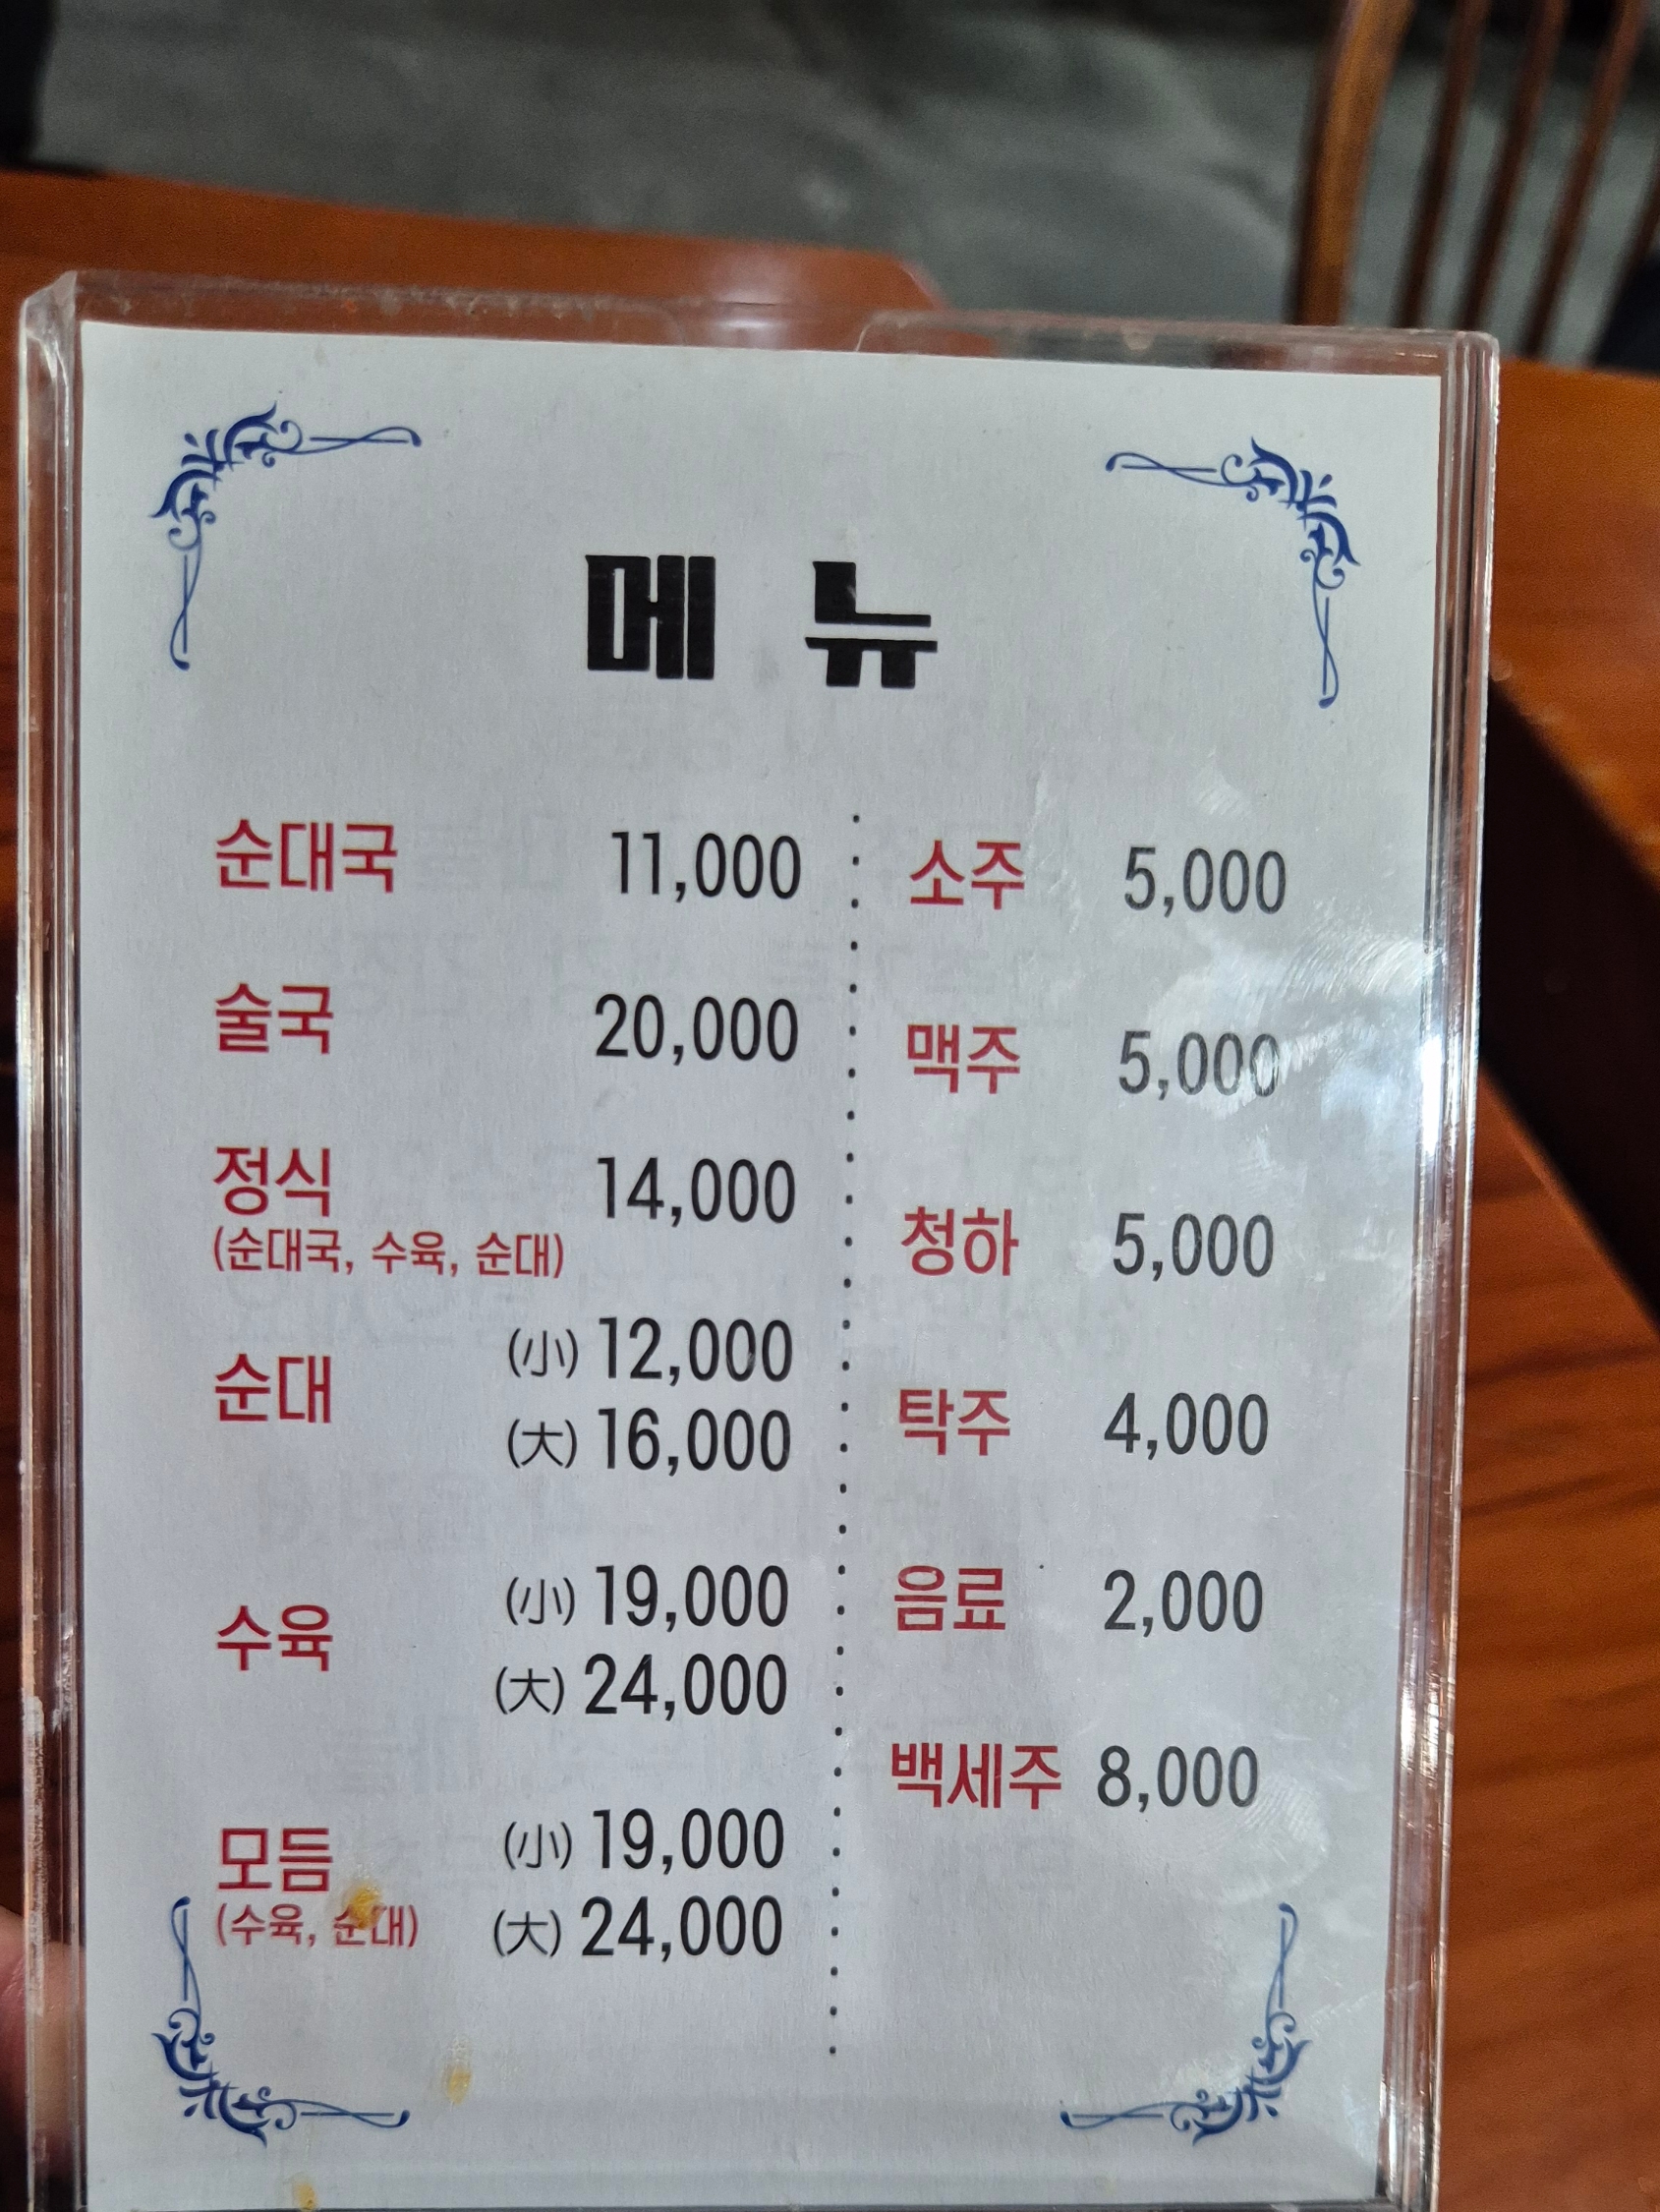 메 뉴
순대국 11,000
술국 20,000
정식 14,000
(순대국, 수육, 순대)
순대 (小) 12,000
(大) 16,000
수육 (小) 19,000
(大) 24,000
모듬 (小) 19,000
(수육, 순대) (大) 24,000
소주 5,000
맥주 5,000
청하 5,000
탁주 4,000
음료 2,000
백세주 8,000